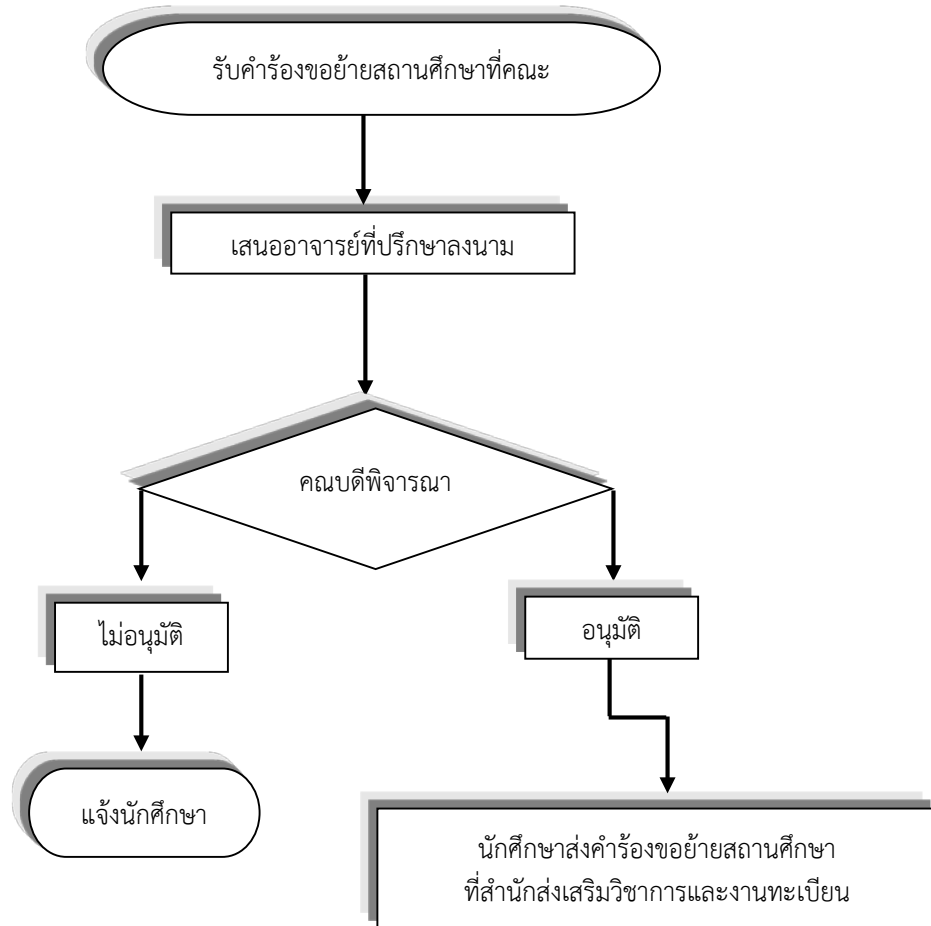 รับคำร้องขอย้ายสถานศึกษาที่คณะ
เสนออาจารย์ที่ปรึกษาลงนาม
คณบดีพิจารณา
ไม่อนุมัติ
อนุมัติ
แจ้งนักศึกษา
นักศึกษาส่งคำร้องขอย้ายสถานศึกษา
ที่สำนักส่งเสริมวิชาการและงานทะเบียน